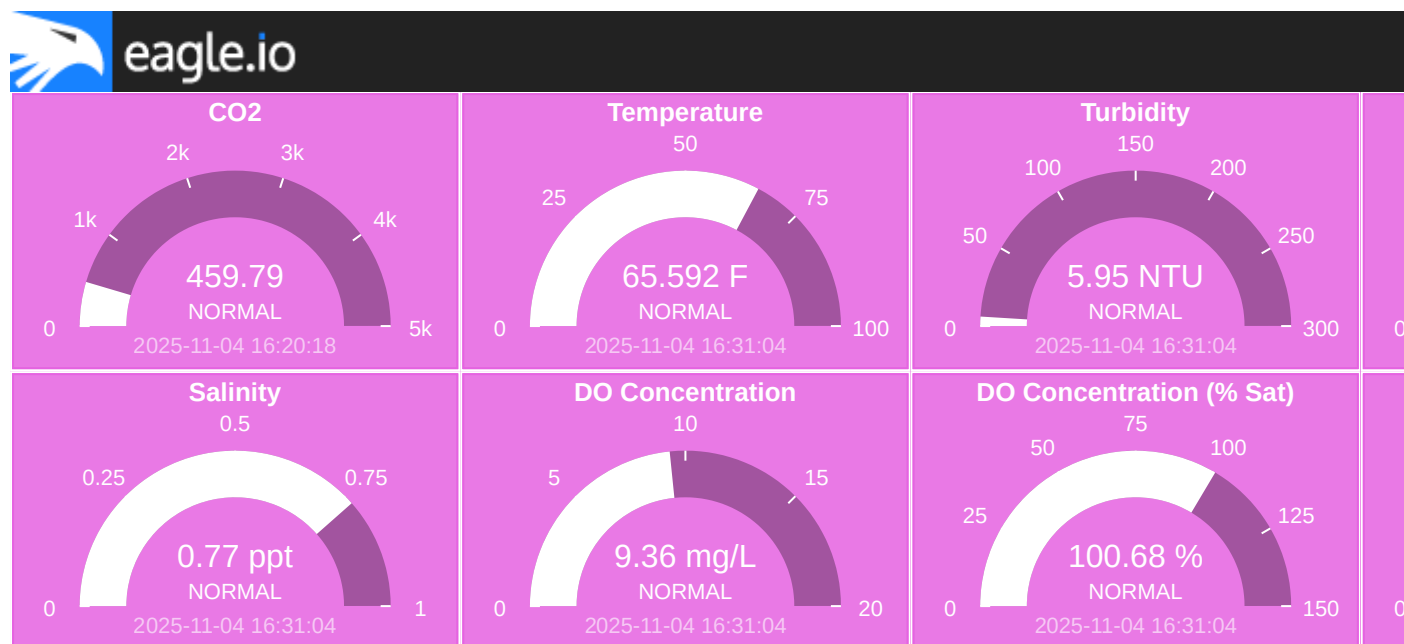 eagle.io
CO2
2k 3k
1k 4k
459.79
NORMAL
0 5k
2025-11-04 16:20:18
Temperature
50
25 75
65.592 F
NORMAL
0 100
2025-11-04 16:31:04
Turbidity
150
100 200
50 250
5.95 NTU
NORMAL
0 300
2025-11-04 16:31:04
Salinity
0.5
0.25 0.75
0.77 ppt
NORMAL
0 1
2025-11-04 16:31:04
DO Concentration
10
5 15
9.36 mg/L
NORMAL
0 20
2025-11-04 16:31:04
DO Concentration (% Sat)
75
50 100
25 125
100.68 %
NORMAL
0 150
2025-11-04 16:31:04